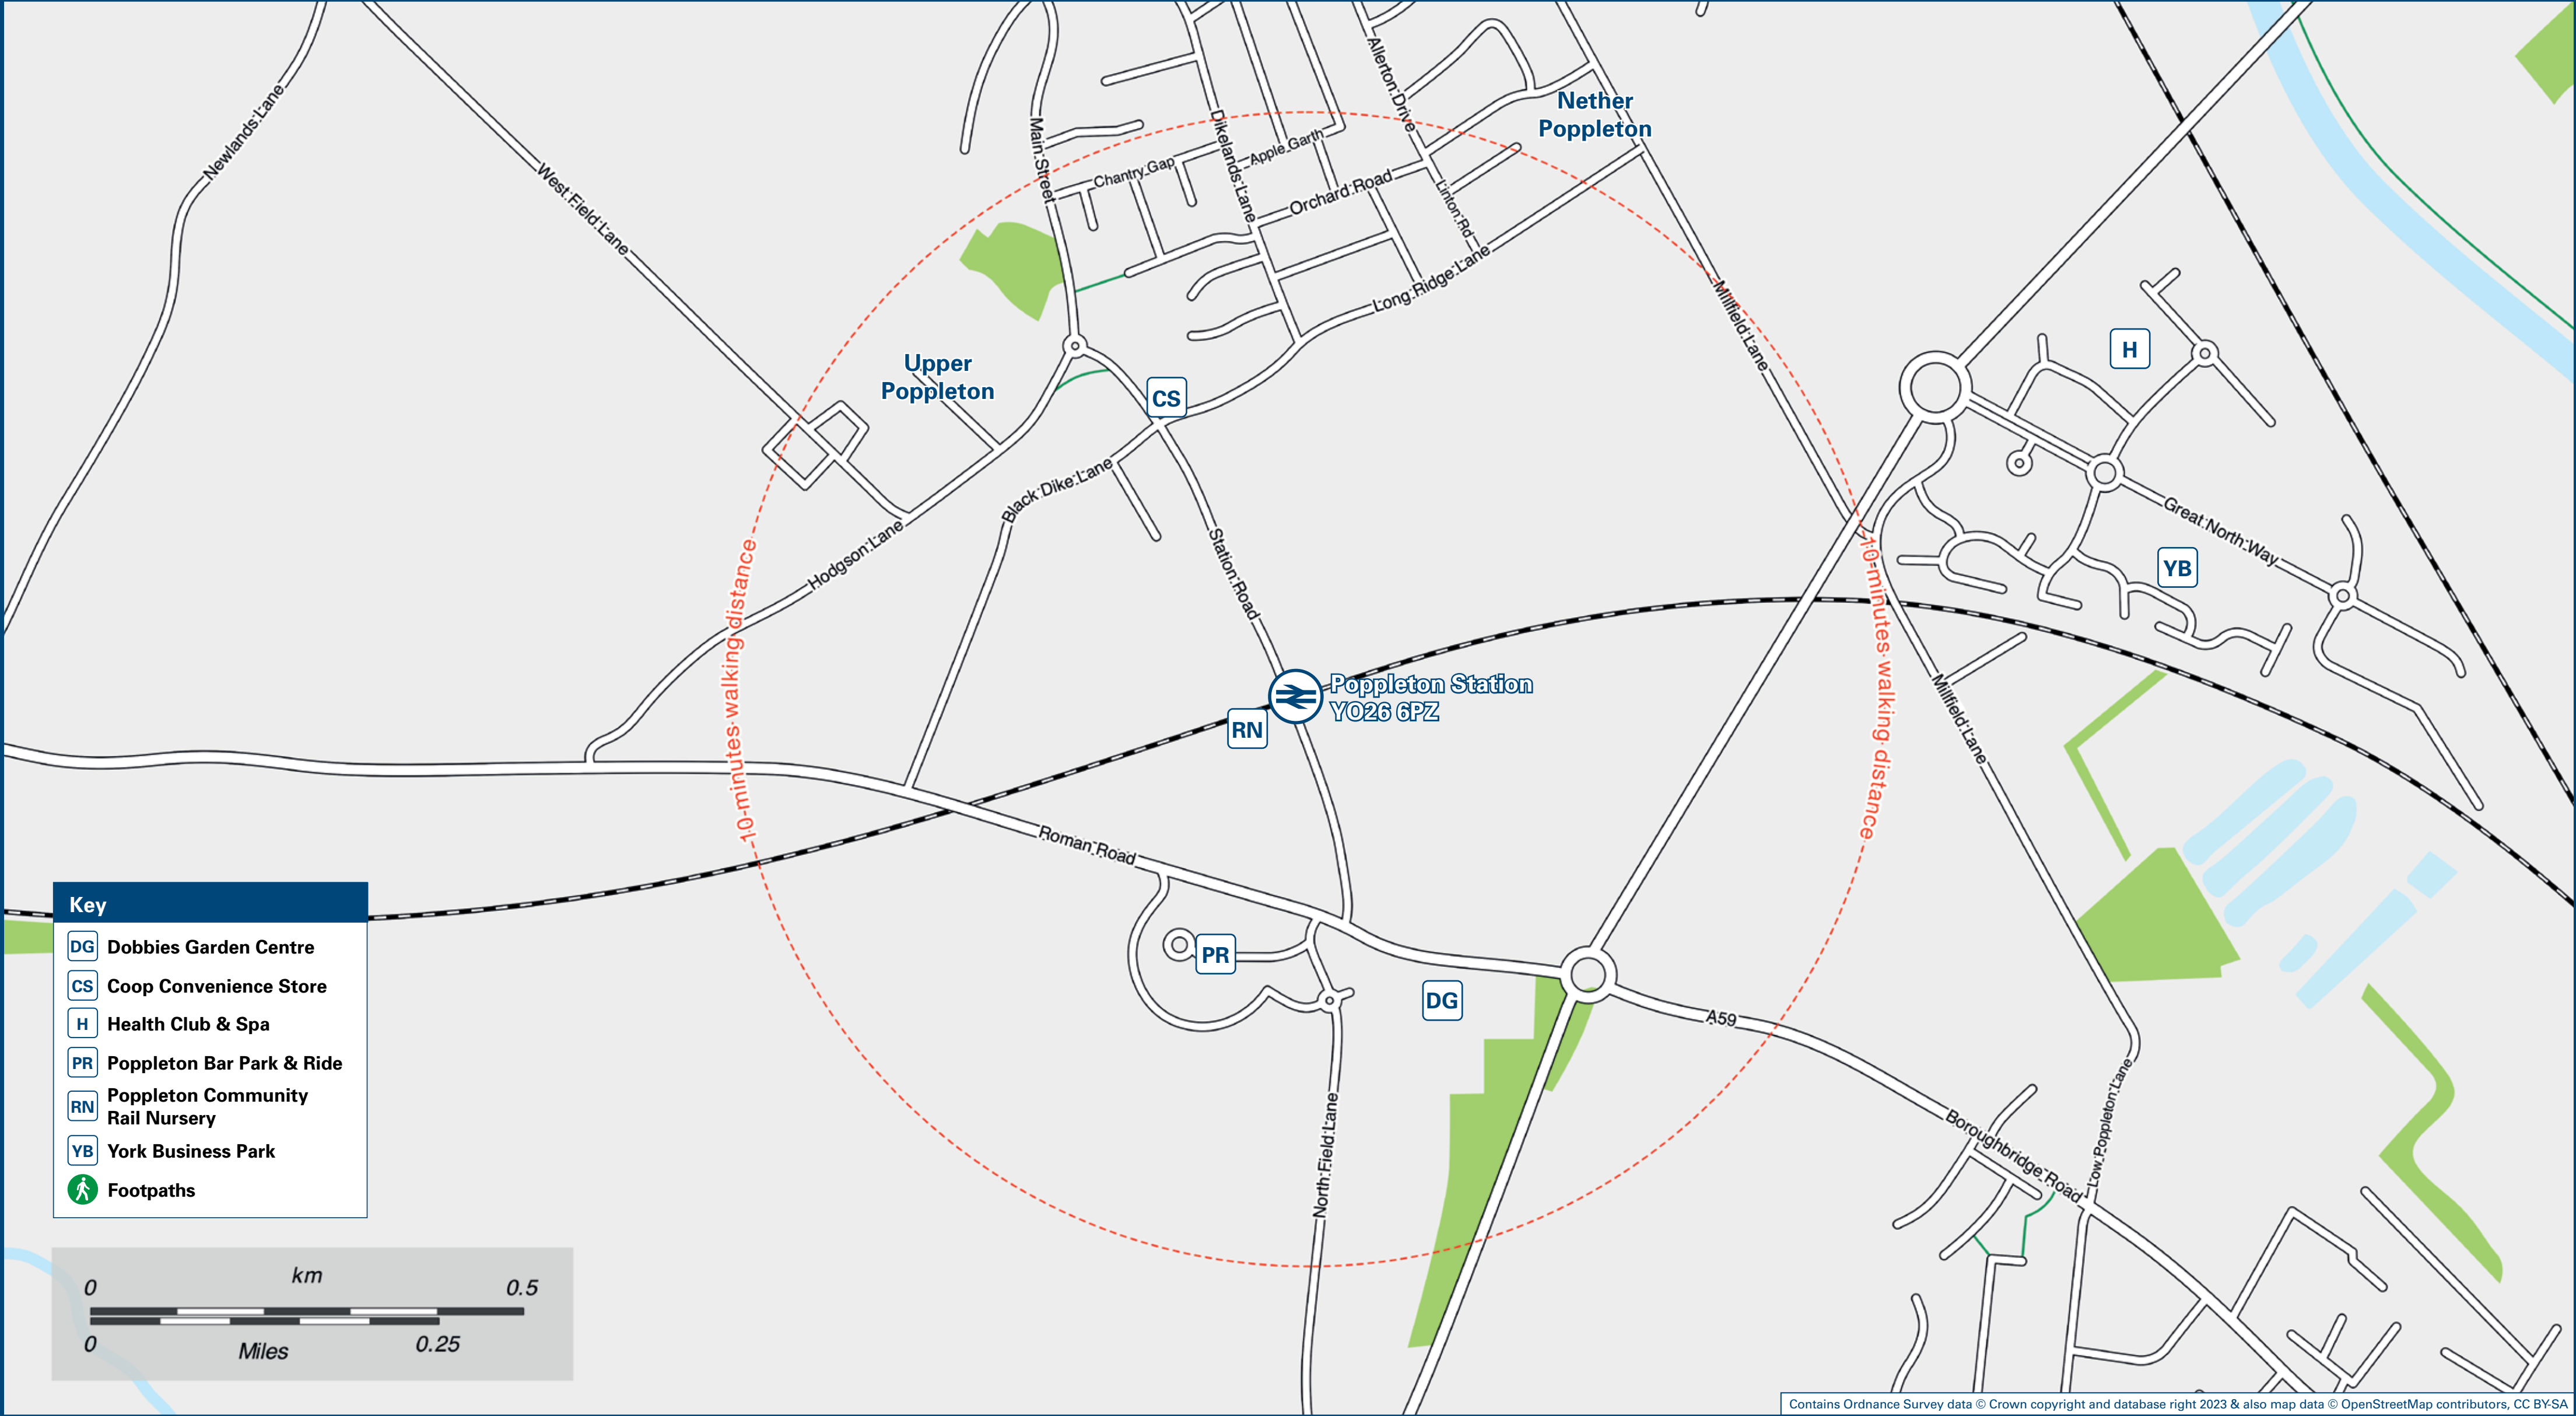 Newlands Lane
West Field Lane
Main Street
Chantry Gap
Dikelands Lane
Apple Garth
Allerton Drive
Orchard Road
Linton Rd
Long Ridge Lane
Nether
Poppleton
Millfield Lane
Upper
Poppleton
CS
H
Great North Way
YB
Black Dike Lane
Hodgson Lane
Station Road
10-minutes walking distance
10-minutes walking distance
Poppleton Station
YO26 6PZ
RN
Millfield Lane
Roman Road
PR
DG
A59
North Field Lane
Boroughbridge Road
Low Poppleton Lane
Key
DG Dobbies Garden Centre
CS Coop Convenience Store
H Health Club & Spa
PR Poppleton Bar Park & Ride
RN Poppleton Community
Rail Nursery
YB York Business Park
Footpaths
0 km 0.5
0 Miles 0.25
Contains Ordnance Survey data © Crown copyright and database right 2023 & also map data © OpenStreetMap contributors, CC BY-SA